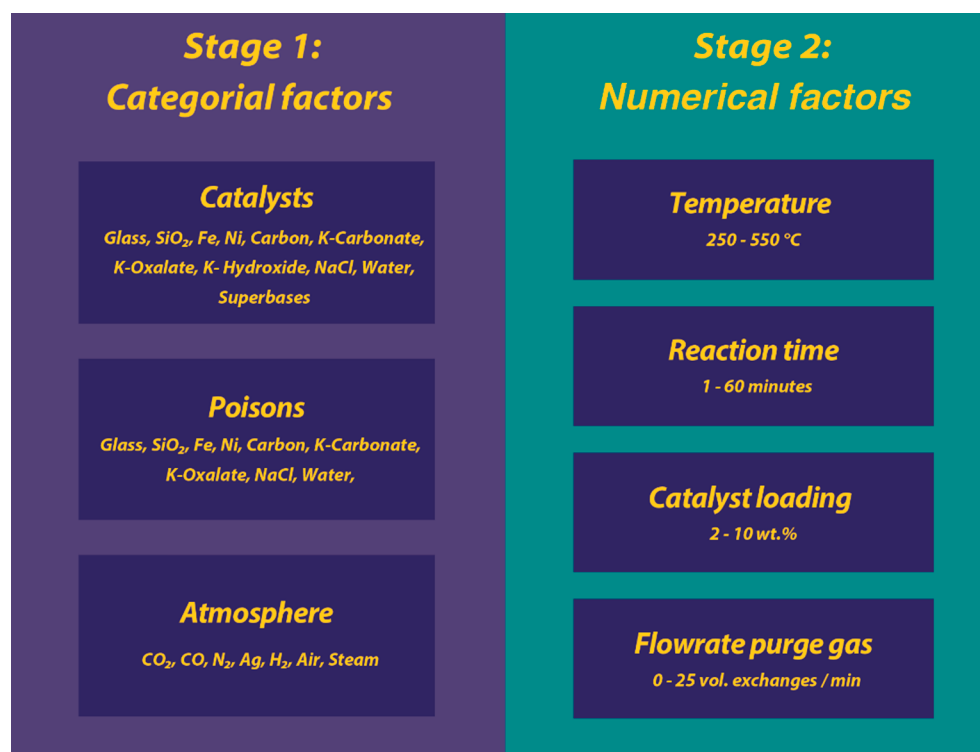 Stage 1:
Categorial factors
Catalysts
Glass, SiO₂, Fe, Ni, Carbon, K-Carbonate,
K-Oxalate, K- Hydroxide, NaCl, Water,
Superbases
Poisons
Glass, SiO₂, Fe, Ni, Carbon, K-Carbonate,
K-Oxalate, NaCl, Water,
Atmosphere
CO₂, CO, N₂, Ag, H₂, Air, Steam
Stage 2:
Numerical factors
Temperature
250 - 550 °C
Reaction time
1 - 60 minutes
Catalyst loading
2 - 10 wt.%
Flowrate purge gas
0 - 25 vol. exchanges / min